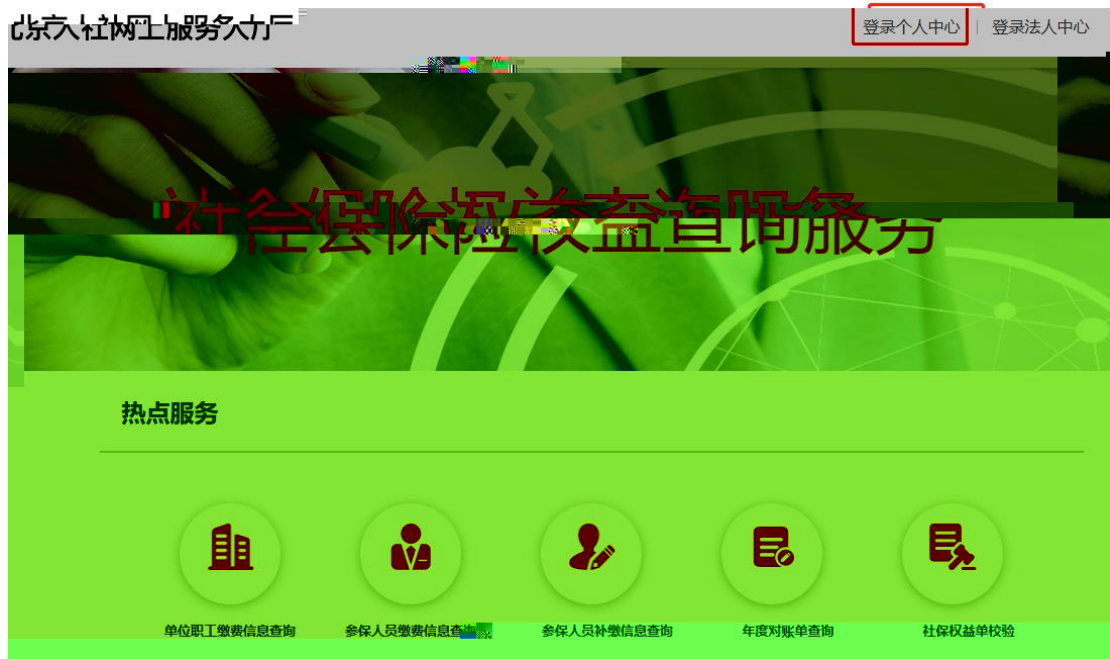 北京人社网上服务大厅
登录个人中心 | 登录法人中心
社会保险权益查询服务
热点服务
单位职工缴费信息查询
参保人员缴费信息查询
参保人员补缴信息查询
年度对账单查询
社保权益单校验